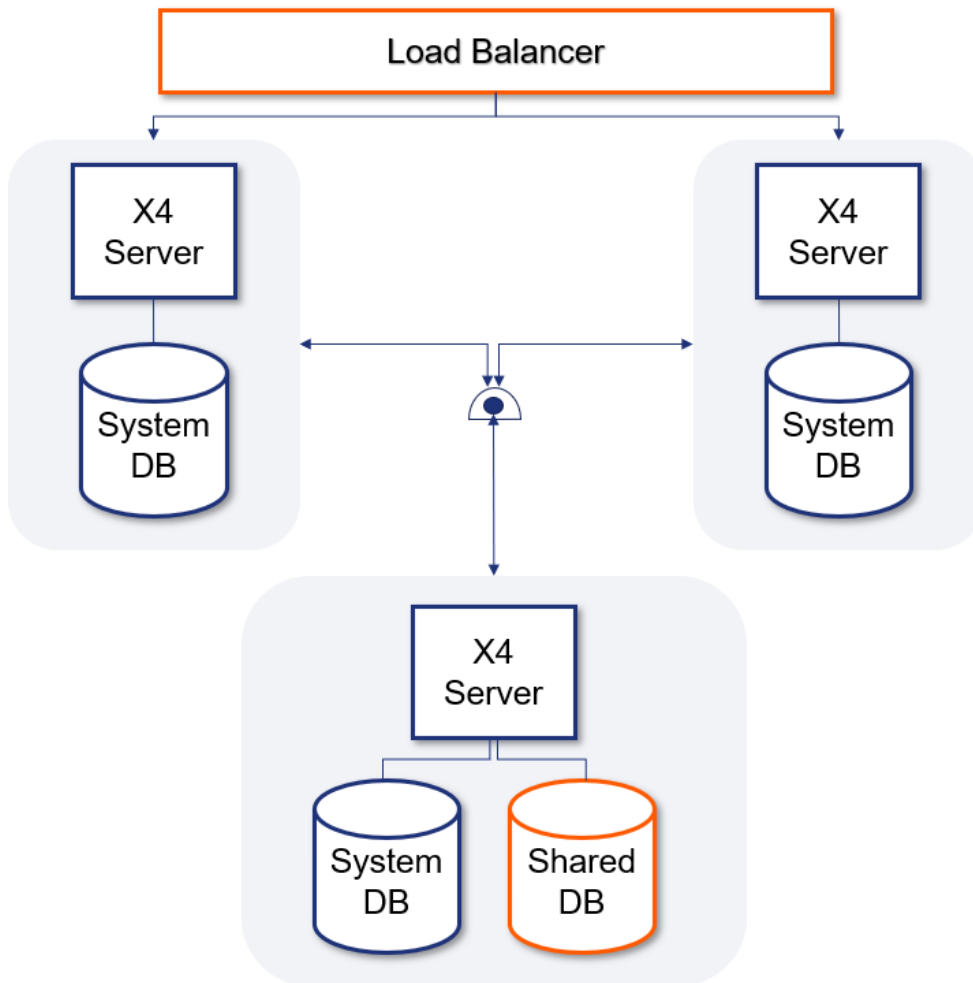 Load Balancer
X4
Server
X4
Server
System
DB
System
DB
X4
Server
System
DB
Shared
DB